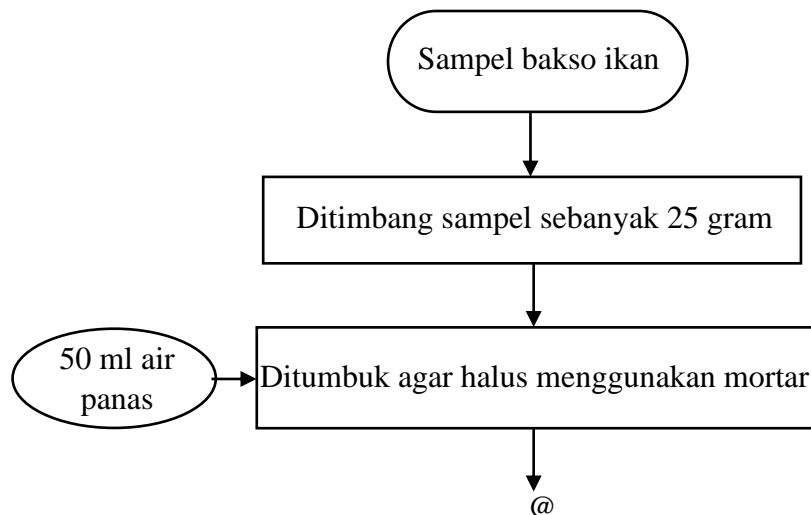 Sampel bakso ikan
Ditimbang sampel sebanyak 25 gram
50 ml air
panas
Ditumbuk agar halus menggunakan mortar
@